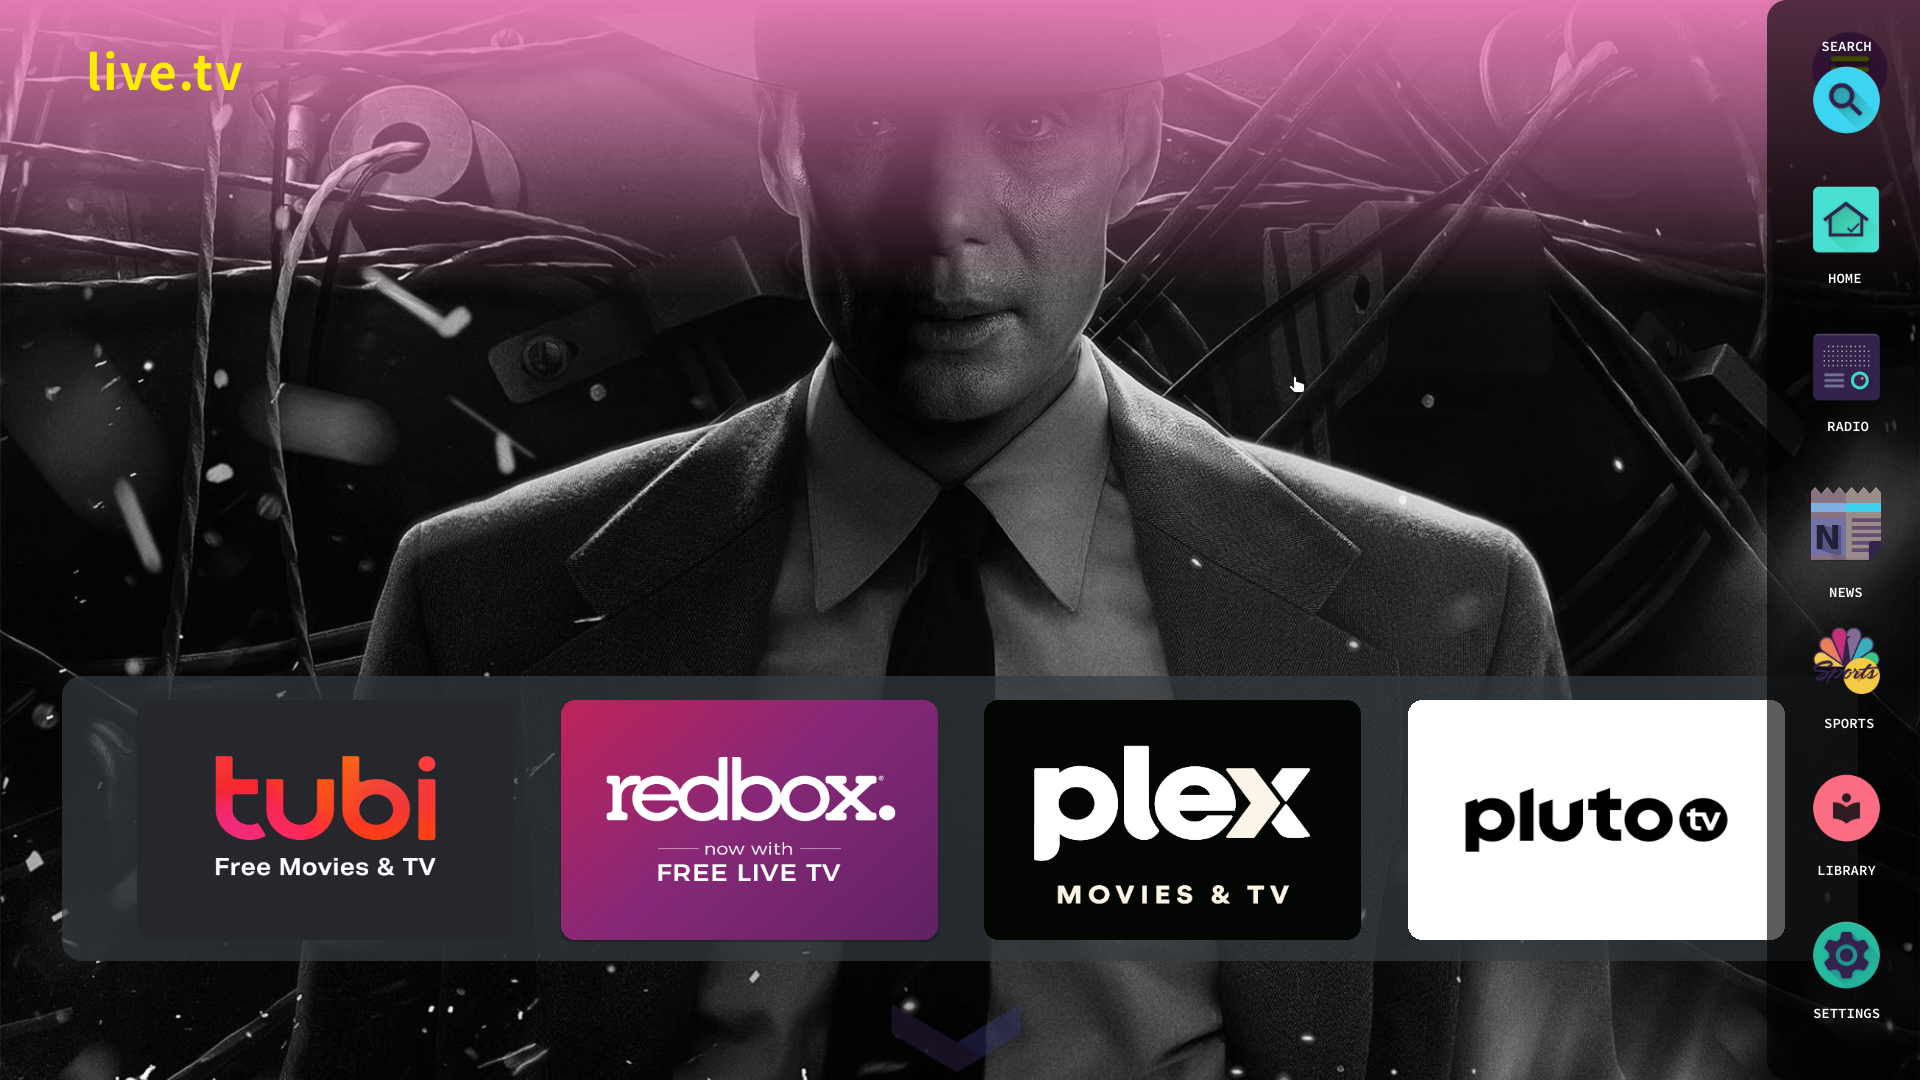 live.tv
SEARCH
HOME
RADIO
N
NEWS
Sports
SPORTS
tubi
Free Movies & TV
redbox.®
now with
FREE LIVE TV
plex
MOVIES & TV
pluto tv
LIBRARY
SETTINGS